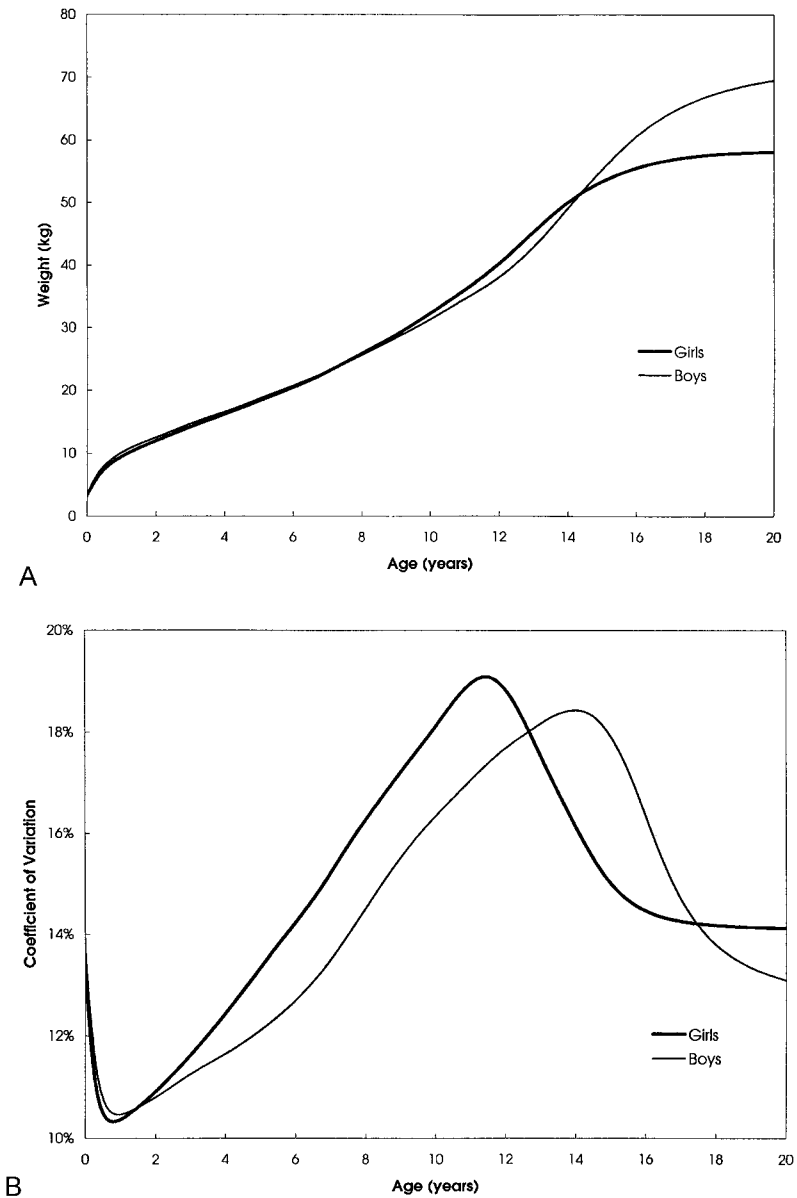 80
70
60
50
40
30
20
10
0
Weight (kg)
Girls
Boys
0 2 4 6 8 10 12 14 16 18 20
Age (years)
A
20%
18%
16%
14%
12%
10%
Coefficient of Variation
Girls
Boys
0 2 4 6 8 10 12 14 16 18 20
Age (years)
B